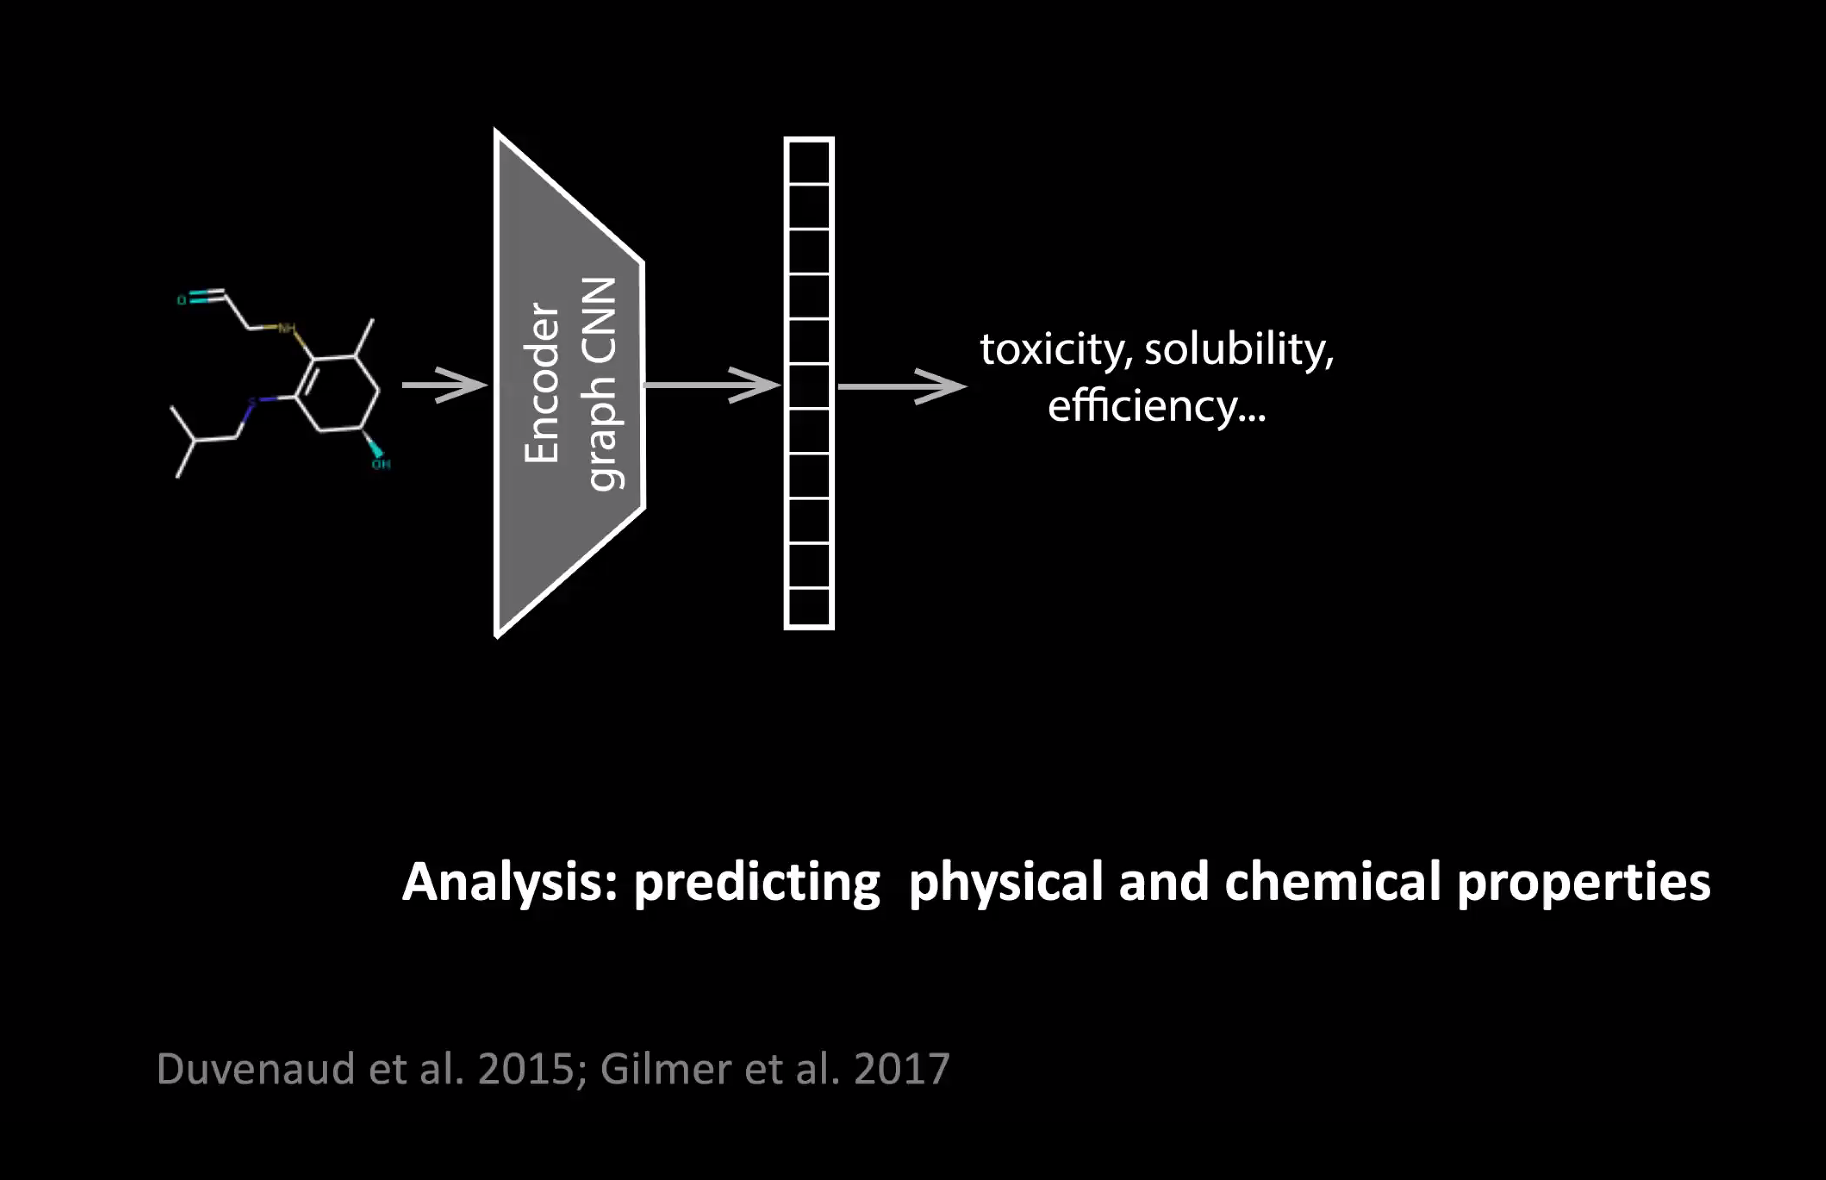 O
NH
S
OH
Encoder
graph CNN
toxicity, solubility,
efficiency...
Analysis: predicting  physical and chemical properties
Duvenaud et al. 2015; Gilmer et al. 2017